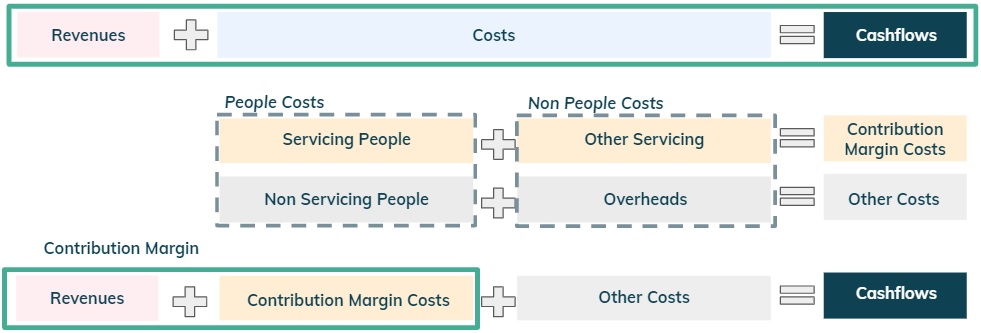 Revenues
Costs
Cashflows
People Costs
Non People Costs
Servicing People
Other Servicing
Contribution
Margin Costs
Non Servicing People
Overheads
Other Costs
Contribution Margin
Revenues
Contribution Margin Costs
Other Costs
Cashflows